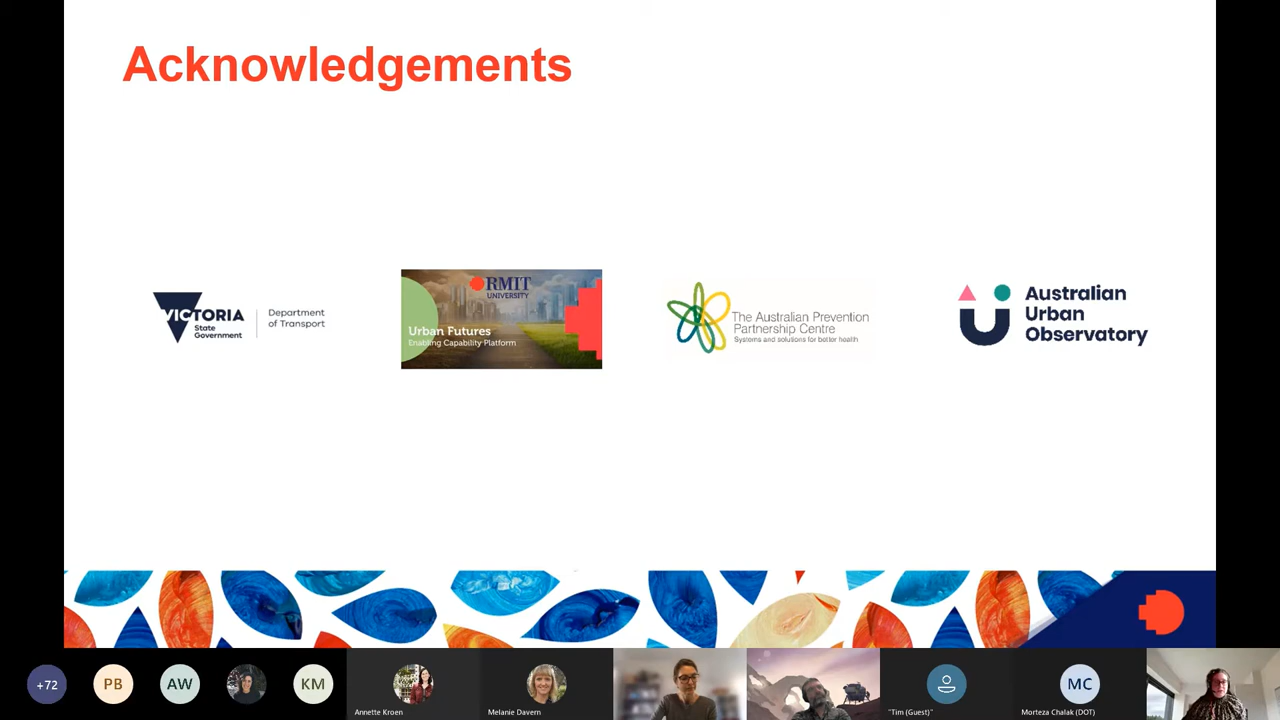 Acknowledgements
VICTORIA
State
Government
Department
of Transport
RMIT
UNIVERSITY
Urban Futures
Enabling Capability Platform
The Australian Prevention
Partnership Centre
Systems and solutions for better health
Australian
Urban
Observatory
+72
PB
AW
KM
Annette Kroen
Melanie Davern
"Tim (Guest)"
MC
Morteza Chalak (DOT)